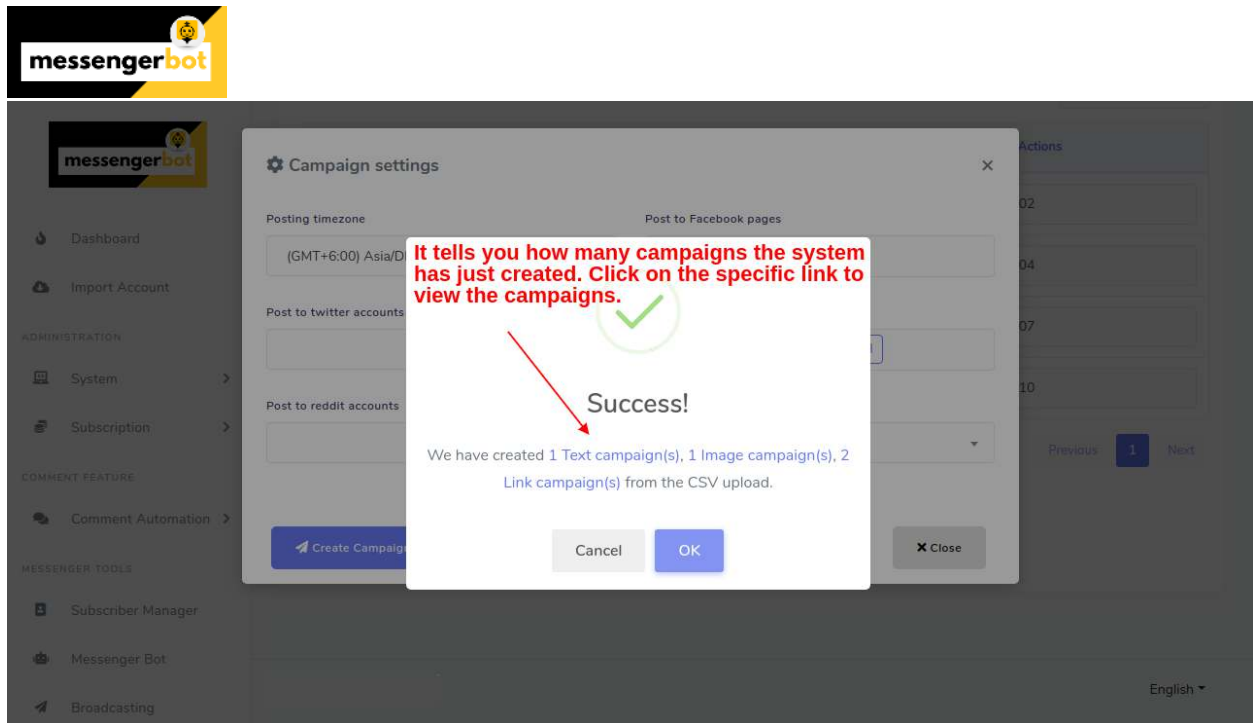 messengerbot
messengerbot
Dashboard
Import Account
ADMINISTRATION
System
Subscription
COMMENT FEATURE
Comment Automation
MESSENGER TOOLS
Subscriber Manager
Messenger Bot
Broadcasting
Campaign settings
×
Posting timezone
Post to Facebook pages
(GMT+6:00)
Post to twitter accounts
Post to reddit accounts
Create
Close
It tells you how many campaigns the system
has just created. Click on the specific link to
view the campaigns.
Success!
We have created 1 Text campaign(s), 1 Image campaign(s), 2
Link campaign(s) from the CSV upload.
Cancel
OK
Actions
02
04
07
10
Previous
1
Next
English